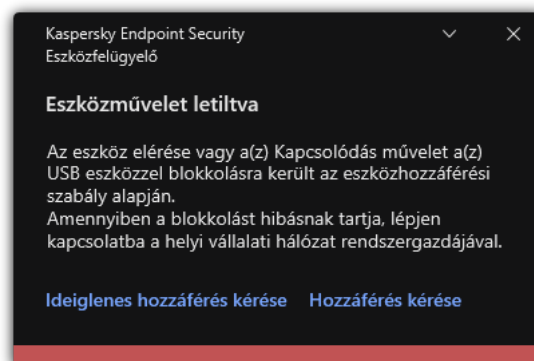 Kaspersky Endpoint Security
Eszközfelügyelő
Eszközművelet letiltva
Az eszköz elérése vagy a(z) Kapcsolódás művelet a(z)
USB eszközzel blokkolásra került az eszközhozzáférési
szabály alapján.
Amennyiben a blokkolást hibásnak tartja, lépjen
kapcsolatba a helyi vállalati hálózat rendszergazdájával.
Ideiglenes hozzáférés kérése Hozzáférés kérése